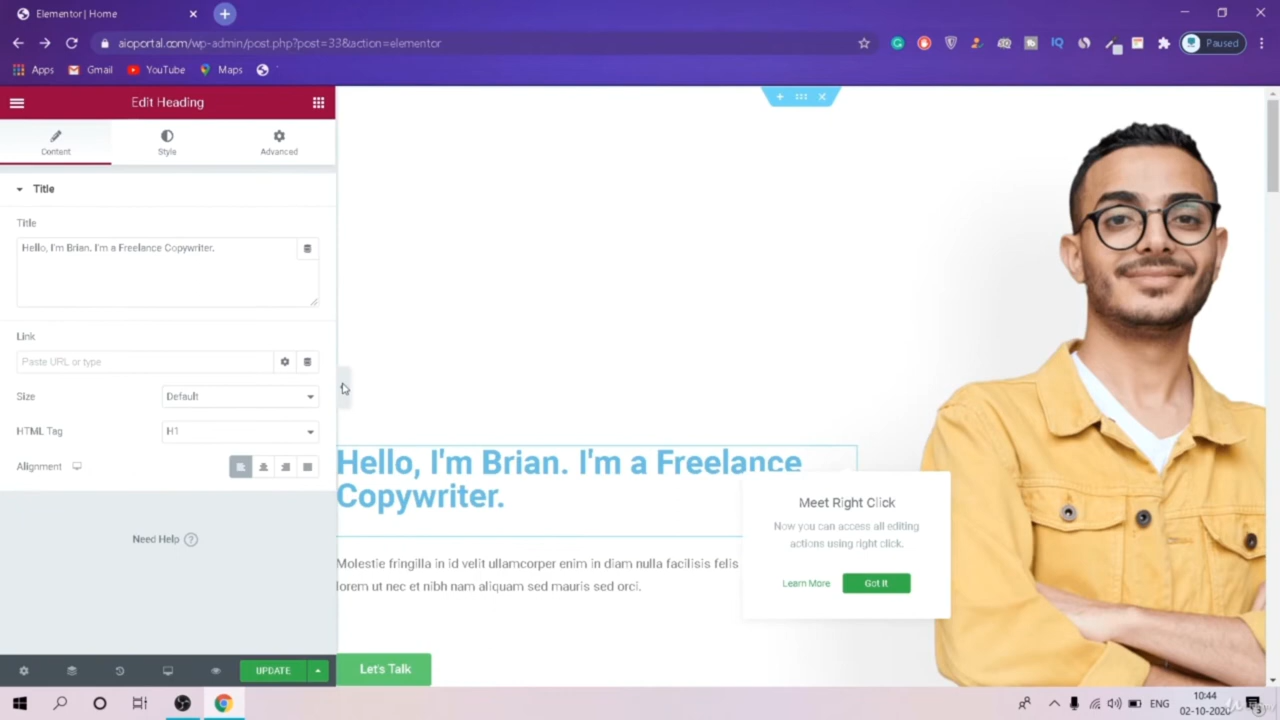 Elementor | Home
aioportal.com/wp-admin/post.php?post=33&action=elementor
Paused
Apps
Gmail
YouTube
Maps
Edit Heading
Content
Style
Advanced
Title
Title
Hello, I'm Brian. I'm a Freelance Copywriter.
Link
Paste URL or type
Size
Default
HTML Tag
H1
Alignment
Need Help
UPDATE
Hello, I'm Brian. I'm a Freelance
Copywriter.
Molestie fringilla in id velit ullamcorper enim in diam nulla facilisis felis
lorem ut nec et nibh nam aliquam sed mauris sed orci.
Let's Talk
Meet Right Click
Now you can access all editing
actions using right click.
Learn More
Got It
ENG
10:44
02-10-2020